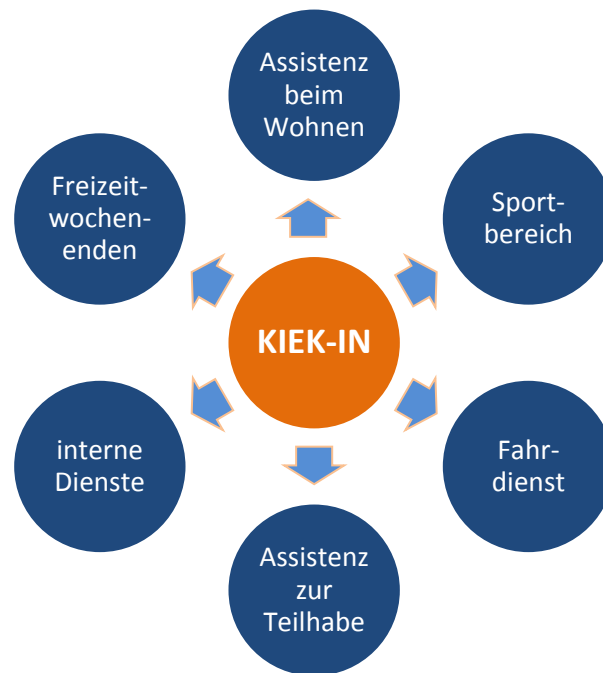 Assistenz
beim
Wohnen
Freizeit-
wochen-
enden
Sport-
bereich
KIEK-IN
interne
Dienste
Fahr-
dienst
Assistenz
zur
Teilhabe